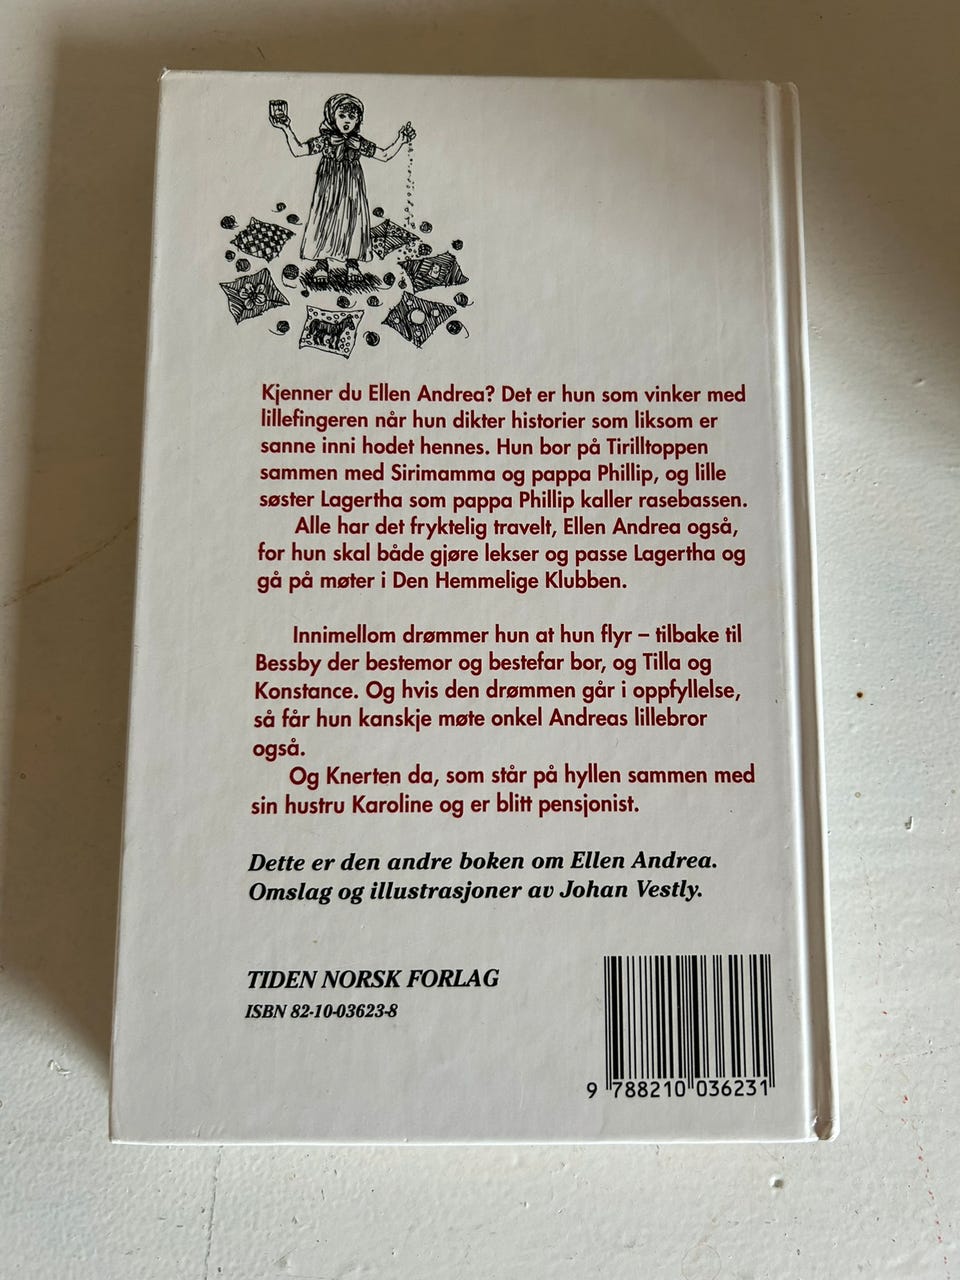 Kjenner du Ellen Andrea? Det er hun som vinker med
lillefingeren når hun dikter historier som liksom er
sanne inni hodet hennes. Hun bor på Tirilltoppen
sammen med Sirimamma og pappa Phillip, og lille
søster Lagertha som pappa Phillip kaller rasebassen.
Alle har det fryktelig travelt, Ellen Andrea også,
for hun skal både gjøre lekser og passe Lagertha og
gå på møter i Den Hemmelige Klubben.
Innimellom drømmer hun at hun flyr – tilbake til
Bessby der bestemor og bestefar bor, og Tilla og
Konstance. Og hvis den drømmen går i oppfyllelse,
så får hun kanskje møte onkel Andreas lillebror
også.
Og Knerten da, som står på hyllen sammen med
sin hustru Karoline og er blitt pensjonist.
Dette er den andre boken om Ellen Andrea.
Omslag og illustrasjoner av Johan Vestly.
TIDEN NORSK FORLAG
ISBN 82-10-03623-8
9 788210 036231